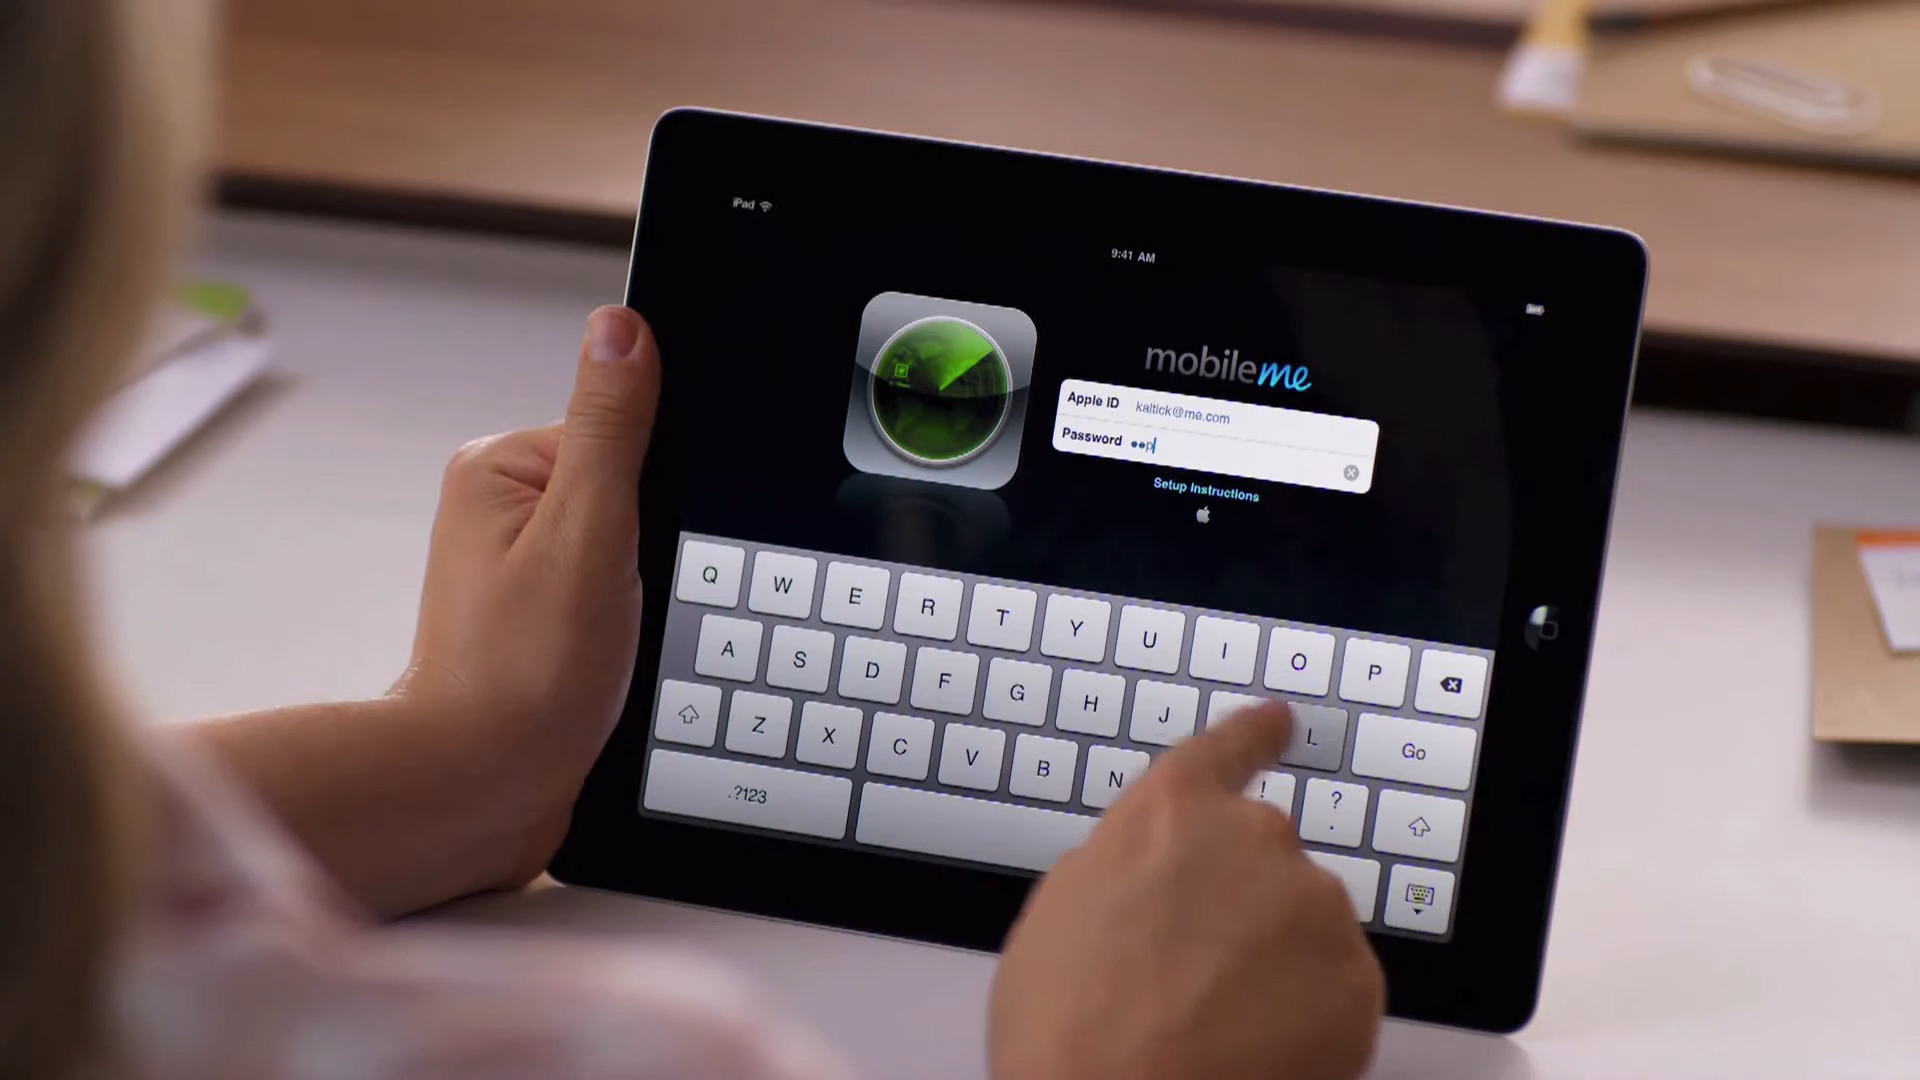 iPad
9:41 AM
mobileme
Apple ID kaltick@me.com
Password ••p
Setup Instructions
Q W E R T Y U I O P
A S D F G H J L Go
Z X C V B N ! ?
.
.?123